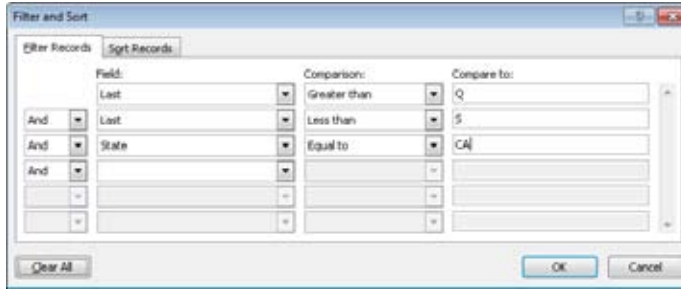 Filter and Sort
Filter Records Sort Records
Field: Comparison: Compare to:
Last Greater than Q
And Last Less than S
And State Equal to CA
And
Clear All OK Cancel